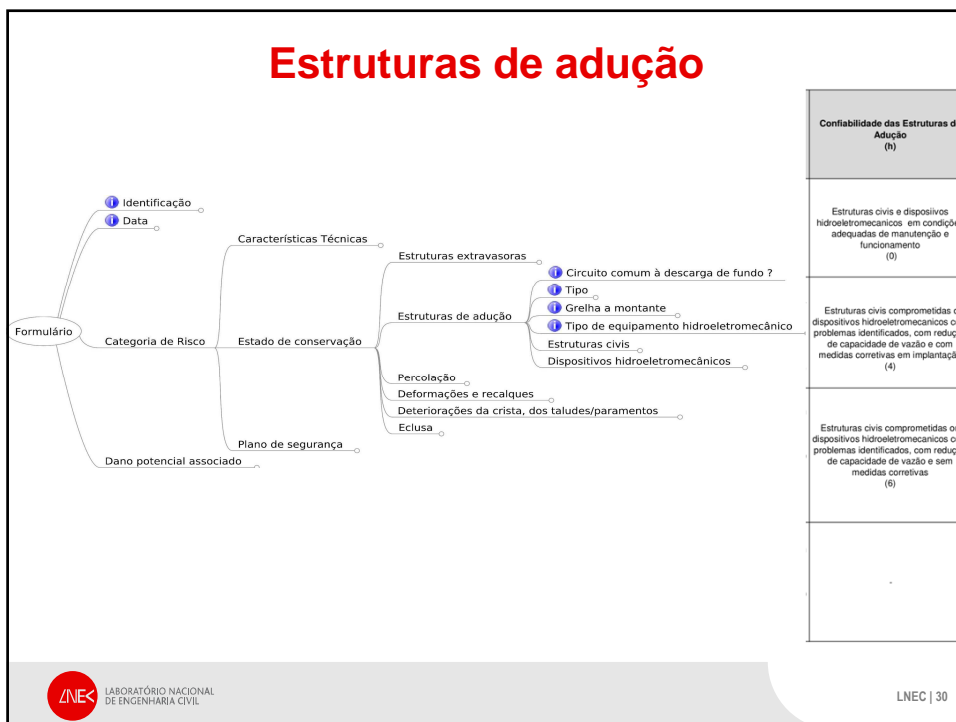 Estruturas de adução
Formulário
Identificação
Data
Categoria de Risco
Dano potencial associado
Características Técnicas
Estado de conservação
Plano de segurança
Estruturas extravasoras
Estruturas de adução
Percolação
Deformações e recalques
Deteriorações da crista, dos taludes/paramentos
Eclusa
Circuito comum à descarga de fundo ?
Tipo
Grelha a montante
Tipo de equipamento hidroeletromecânico
Estruturas civis
Dispositivos hidroeletromecânicos
Confiabilidade das Estruturas d
Adução
(h)
Estruturas civis e disposiivos
hidroeletromecanicos em condiçõ
adequadas de manutenção e
funcionamento
(0)
Estruturas civis comprometidas
dispositivos hidroeletromecanicos c
problemas identificados, com reduç
de capacidade de vazão e com
medidas corretivas em implantaçã
(4)
Estruturas civis comprometidas o
dispositivos hidroeletromecanicos c
problemas identificados, com reduç
de capacidade de vazão e sem
medidas corretivas
(6)
-
LNEC
LABORATÓRIO NACIONAL
DE ENGENHARIA CIVIL
LNEC | 30